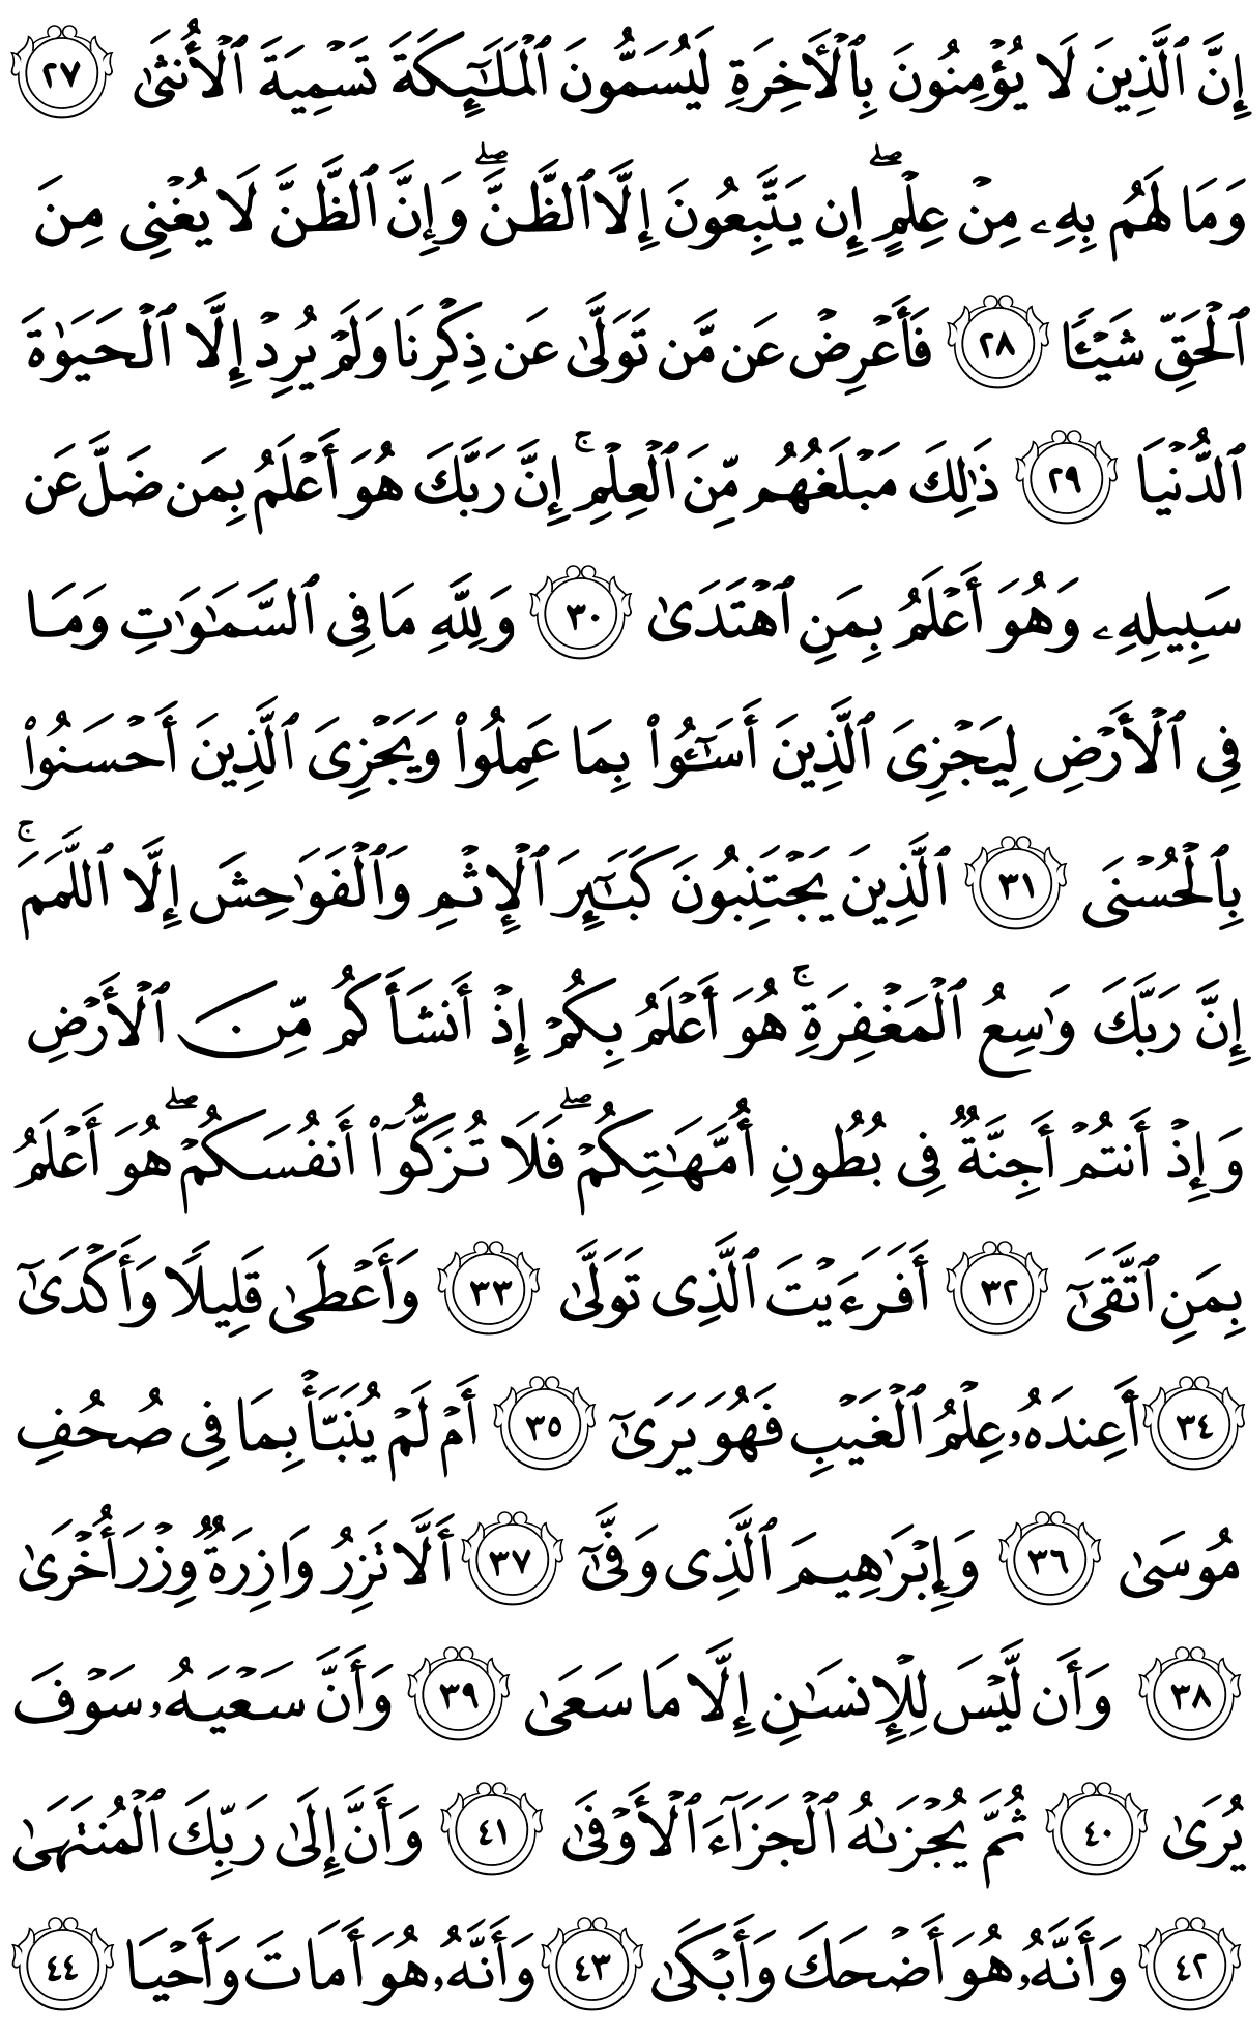 إِنَّ ٱلَّذِينَ لَا يُؤْمِنُونَ بِٱلْأَخِرَةِ لَيُسَمُّونَ ٱلْمَلَٰٓئِكَةَ تَسْمِيَةَ ٱلْأُنثَىٰ ٢٧
وَمَا لَهُم بِهِۦ مِنْ عِلْمٍ ۖ إِن يَتَّبِعُونَ إِلَّا ٱلظَّنَّ ۖ وَإِنَّ ٱلظَّنَّ لَا يُغْنِى مِنَ
ٱلْحَقِّ شَيْـًٔا ٢٨ فَأَعْرِضْ عَن مَّن تَوَلَّىٰ عَن ذِكْرِنَا وَلَمْ يُرِدْ إِلَّا ٱلْحَيَوٰةَ
ٱلدُّنْيَا ٢٩ ذَٰلِكَ مَبْلَغُهُم مِّنَ ٱلْعِلْمِ ۚ إِنَّ رَبَّكَ هُوَ أَعْلَمُ بِمَن ضَلَّ عَن
سَبِيلِهِۦ وَهُوَ أَعْلَمُ بِمَنِ ٱهْتَدَىٰ ٣٠ وَلِلَّهِ مَا فِى ٱلسَّمَٰوَٰتِ وَمَا
فِى ٱلْأَرْضِ لِيَجْزِىَ ٱلَّذِينَ أَسَٰٓـُٔوا۟ بِمَا عَمِلُوا۟ وَيَجْزِىَ ٱلَّذِينَ أَحْسَنُوا۟
بِٱلْحُسْنَى ٣١ ٱلَّذِينَ يَجْتَنِبُونَ كَبَٰٓئِرَ ٱلْإِثْمِ وَٱلْفَوَٰحِشَ إِلَّا ٱللَّمَمَ ۚ
إِنَّ رَبَّكَ وَٰسِعُ ٱلْمَغْفِرَةِ ۚ هُوَ أَعْلَمُ بِكُمْ إِذْ أَنشَأَكُم مِّنَ ٱلْأَرْضِ
وَإِذْ أَنتُمْ أَجِنَّةٌ فِى بُطُونِ أُمَّهَٰتِكُمْ ۖ فَلَا تُزَكُّوٓا۟ أَنفُسَكُمْ ۖ هُوَ أَعْلَمُ
بِمَنِ ٱتَّقَىٰٓ ٣٢ أَفَرَءَيْتَ ٱلَّذِى تَوَلَّىٰ ٣٣ وَأَعْطَىٰ قَلِيلًا وَأَكْدَىٰٓ
٣٤ أَعِندَهُۥ عِلْمُ ٱلْغَيْبِ فَهُوَ يَرَىٰٓ ٣٥ أَمْ لَمْ يُنَبَّأْ بِمَا فِى صُحُفِ
مُوسَىٰ ٣٦ وَإِبْرَٰهِيمَ ٱلَّذِى وَفَّىٰٓ ٣٧ أَلَّا تَزِرُ وَازِرَةٌ وِزْرَ أُخْرَىٰ
٣٨ وَأَن لَّيْسَ لِلْإِنسَٰنِ إِلَّا مَا سَعَىٰ ٣٩ وَأَنَّ سَعْيَهُۥ سَوْفَ
يُرَىٰ ٤٠ ثُمَّ يُجْزَىٰهُ ٱلْجَزَآءَ ٱلْأَوْفَىٰ ٤١ وَأَنَّ إِلَىٰ رَبِّكَ ٱلْمُنتَهَىٰ
٤٢ وَأَنَّهُۥ هُوَ أَضْحَكَ وَأَبْكَىٰ ٤٣ وَأَنَّهُۥ هُوَ أَمَاتَ وَأَحْيَا ٤٤